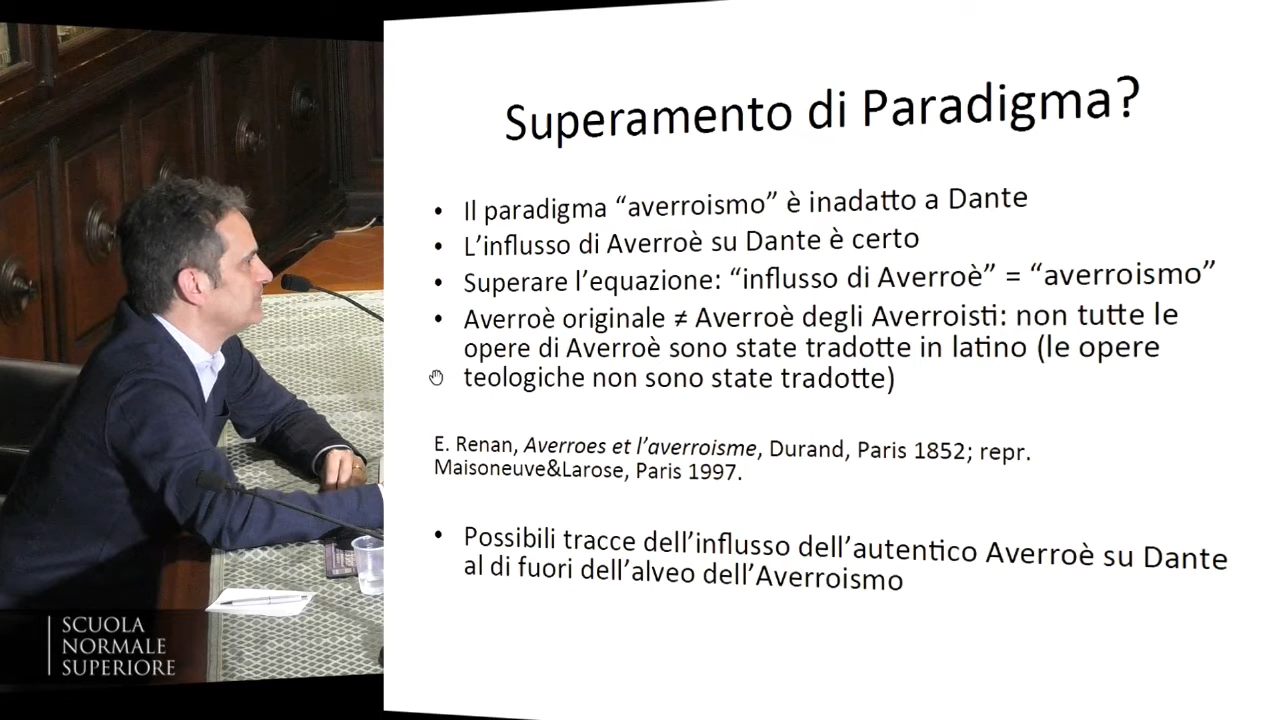 Superamento di Paradigma?
• Il paradigma “averroismo” è inadatto a Dante
• L’influsso di Averroè su Dante è certo
• Superare l’equazione: “influsso di Averroè” = “averroismo”
• Averroè originale ≠ Averroè degli Averroisti: non tutte le
opere di Averroè sono state tradotte in latino (le opere
teologiche non sono state tradotte)
E. Renan, Averroes et l’averroisme, Durand, Paris 1852; repr.
Maisoneuve&Larose, Paris 1997.
• Possibili tracce dell’influsso dell’autentico Averroè su Dante
al di fuori dell’alveo dell’Averroismo
SCUOLA
NORMALE
SUPERIORE